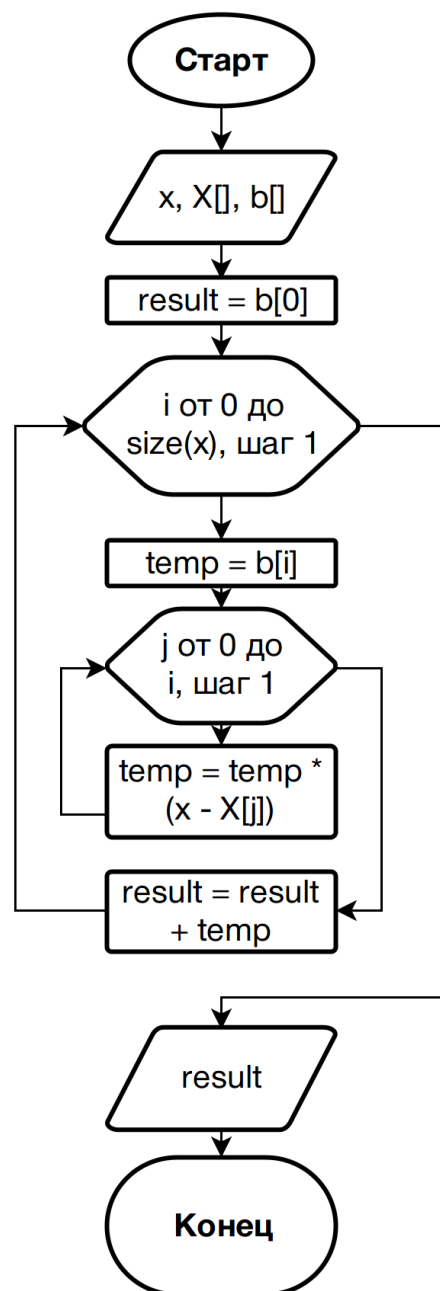 Старт
x, X[], b[]
result = b[0]
i от 0 до
size(x), шаг 1
temp = b[i]
j от 0 до
i, шаг 1
temp = temp *
(x - X[j])
result = result
+ temp
result
Конец